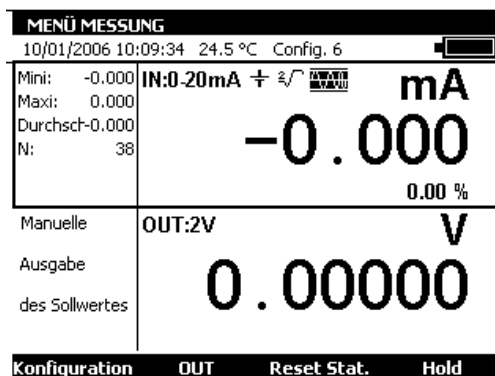 MENÜ MESSUNG
10/01/2006 10:09:34 24.5 °C Config. 6
Mini: -0.000
Maxi: 0.000
Durchsch-0.000
N: 38
IN:0-20mA
mA
-0.000
0.00 %
Manuelle
Ausgabe
des Sollwertes
OUT:2V
V
0.00000
Konfiguration OUT Reset Stat. Hold